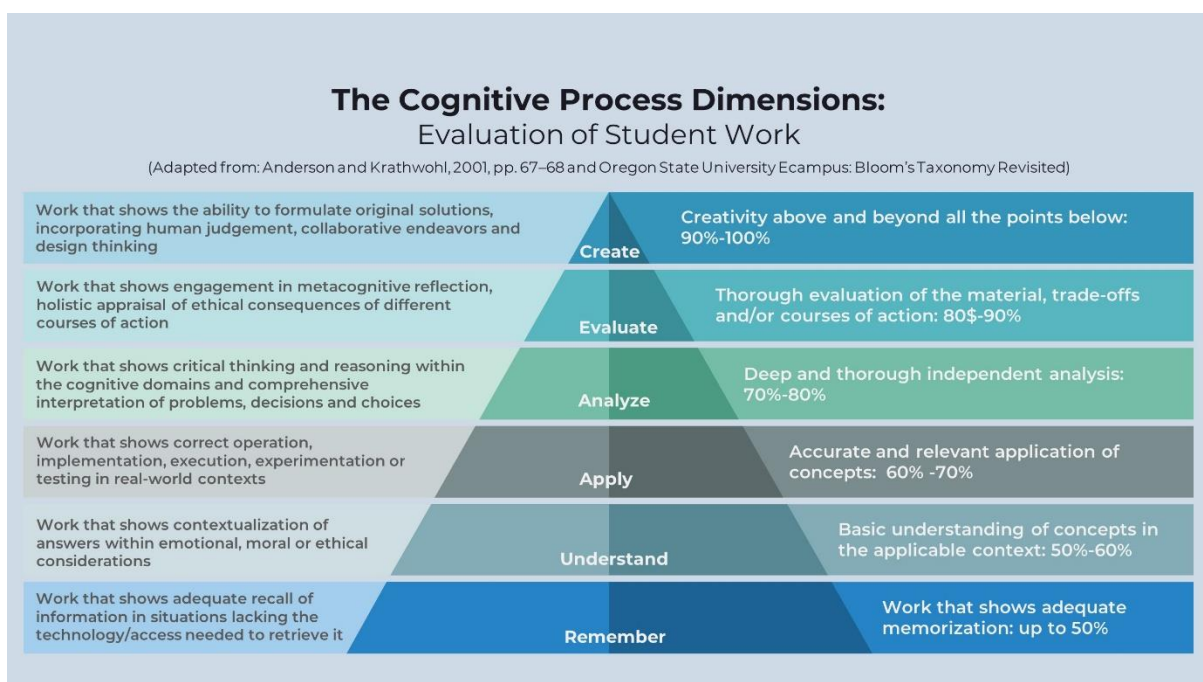 The Cognitive Process Dimensions:
Evaluation of Student Work
(Adapted from: Anderson and Krathwohl, 2001, pp. 67–68 and Oregon State University Ecampus: Bloom's Taxonomy Revisited)
Work that shows the ability to formulate original solutions,
incorporating human judgement, collaborative endeavors and
design thinking
Create
Creativity above and beyond all the points below:
90%-100%
Work that shows engagement in metacognitive reflection,
holistic appraisal of ethical consequences of different
courses of action
Evaluate
Thorough evaluation of the material, trade-offs
and/or courses of action: 80$-90%
Work that shows critical thinking and reasoning within
the cognitive domains and comprehensive
interpretation of problems, decisions and choices
Analyze
Deep and thorough independent analysis:
70%-80%
Work that shows correct operation,
implementation, execution, experimentation or
testing in real-world contexts
Apply
Accurate and relevant application of
concepts: 60% -70%
Work that shows contextualization of
answers within emotional, moral or ethical
considerations
Understand
Basic understanding of concepts in
the applicable context: 50%-60%
Work that shows adequate recall of
information in situations lacking the
technology/access needed to retrieve it
Remember
Work that shows adequate
memorization: up to 50%